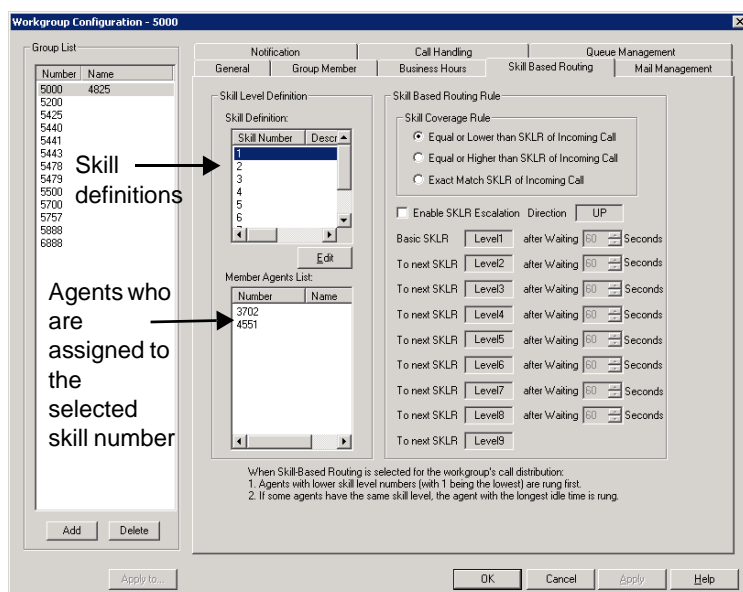 Workgroup Configuration - 5000
Group List
Number Name
5000 4825
5200
5425
5440
5441
5443
5478
5479
5500
5700
5757
5888
6888
Add Delete
Apply to...
Notification Call Handling Queue Management
General Group Member Business Hours Skill Based Routing Mail Management
Skill Level Definition
Skill Definition:
Skill Number Descr
1
2
3
4
5
6
7
Edit
Member Agents List:
Number Name
3702
4551
Skill
definitions
Agents who
are
assigned to
the
selected
skill number
Skill Based Routing Rule
Skill Coverage Rule
Equal or Lower than SKLR of Incoming Call
Equal or Higher than SKLR of Incoming Call
Exact Match SKLR of Incoming Call
Enable SKLR Escalation Direction UP
Basic SKLR Level1 after Waiting 60 Seconds
To next SKLR Level2 after Waiting 60 Seconds
To next SKLR Level3 after Waiting 60 Seconds
To next SKLR Level4 after Waiting 60 Seconds
To next SKLR Level5 after Waiting 60 Seconds
To next SKLR Level6 after Waiting 60 Seconds
To next SKLR Level7 after Waiting 60 Seconds
To next SKLR Level8 after Waiting 60 Seconds
To next SKLR Level9
When Skill-Based Routing is selected for the workgroup's call distribution:
1. Agents with lower skill level numbers (with 1 being the lowest) are rung first.
2. If some agents have the same skill level, the agent with the longest idle time is rung.
OK Cancel Apply Help